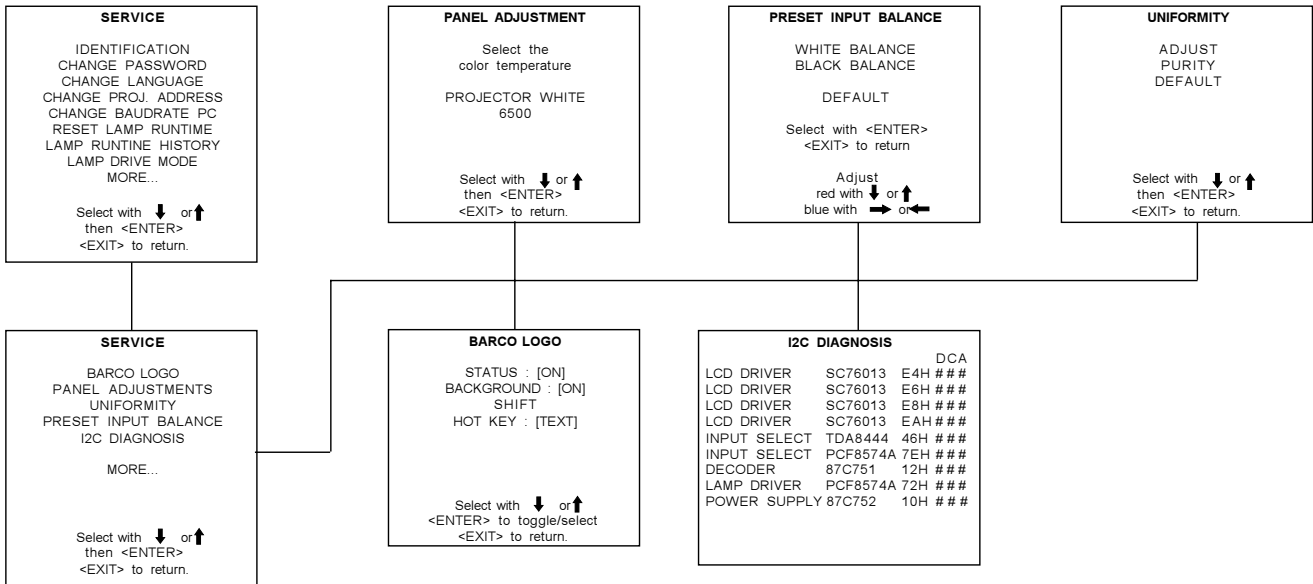 SERVICE
IDENTIFICATION
CHANGE PASSWORD
CHANGE LANGUAGE
CHANGE PROJ. ADDRESS
CHANGE BAUDRATE PC
RESET LAMP RUNTIME
LAMP RUNTINE HISTORY
LAMP DRIVE MODE
MORE...
Select with ⬇ or ⬆
then <ENTER>
<EXIT> to return.
PANEL ADJUSTMENT
Select the
color temperature
PROJECTOR WHITE
6500
Select with ⬇ or ⬆
then <ENTER>
<EXIT> to return.
PRESET INPUT BALANCE
WHITE BALANCE
BLACK BALANCE
DEFAULT
Select with <ENTER>
<EXIT> to return
Adjust
red with ⬇ or ⬆
blue with ➡ or ⬅
UNIFORMITY
ADJUST
PURITY
DEFAULT
Select with ⬇ or ⬆
then <ENTER>
<EXIT> to return.
SERVICE
BARCO LOGO
PANEL ADJUSTMENTS
UNIFORMITY
PRESET INPUT BALANCE
I2C DIAGNOSIS
MORE...
Select with ⬇ or ⬆
then <ENTER>
<EXIT> to return.
BARCO LOGO
STATUS : [ON]
BACKGROUND : [ON]
SHIFT
HOT KEY : [TEXT]
Select with ⬇ or ⬆
<ENTER> to toggle/select
<EXIT> to return.
I2C DIAGNOSIS
DCA
LCD DRIVER SC76013 E4H ###
LCD DRIVER SC76013 E6H ###
LCD DRIVER SC76013 E8H ###
LCD DRIVER SC76013 EAH ###
INPUT SELECT TDA8444 46H ###
INPUT SELECT PCF8574A 7EH ###
DECODER 87C751 12H ###
LAMP DRIVER PCF8574A 72H ###
POWER SUPPLY 87C752 10H ###